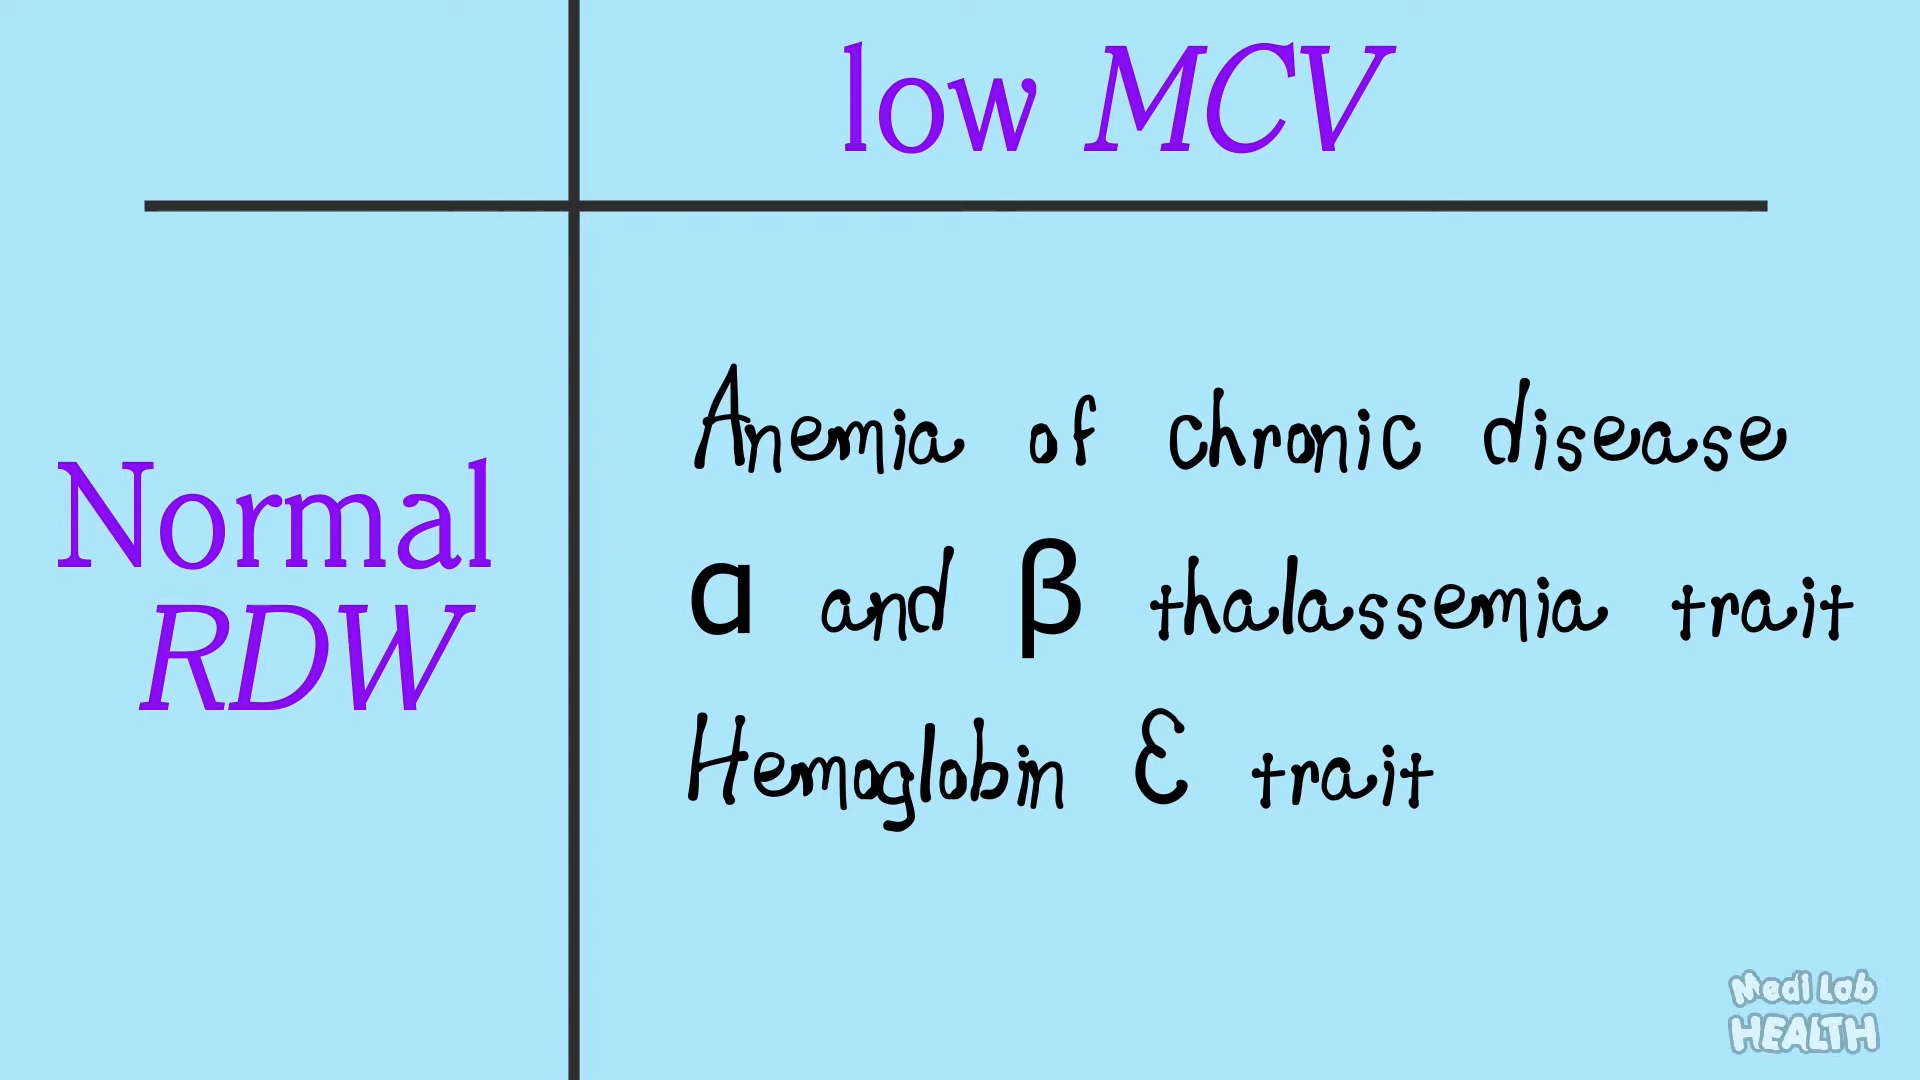 low MCV
Normal
RDW
Anemia of chronic disease
α and β thalassemia trait
Hemoglobin E trait
Medi Lab
HEALTH